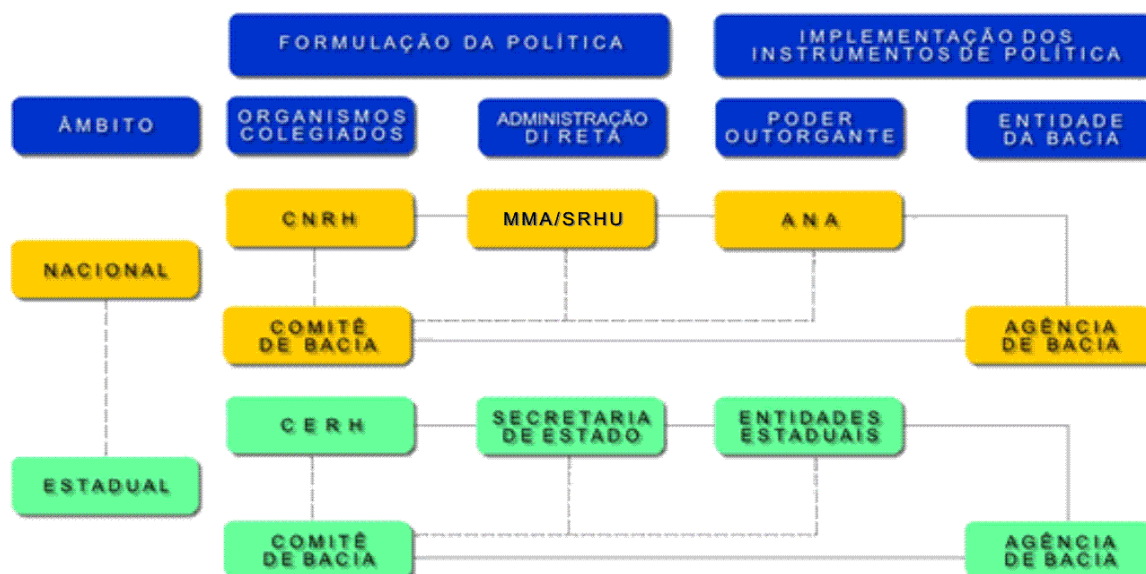 FORMULAÇÃO DA POLÍTICA
IMPLEMENTAÇÃO DOS
INSTRUMENTOS DE POLÍTICA
ÂMBITO
ORGANISMOS
COLEGIADOS
ADMINISTRAÇÃO
DIRETA
PODER
OUTORGANTE
ENTIDADE
DA BACIA
CNRH
MMA/SRHU
ANA
NACIONAL
COMITÊ
DE BACIA
AGÊNCIA
DE BACIA
CERH
SECRETARIA
DE ESTADO
ENTIDADES
ESTADUAIS
ESTADUAL
COMITÊ
DE BACIA
AGÊNCIA
DE BACIA